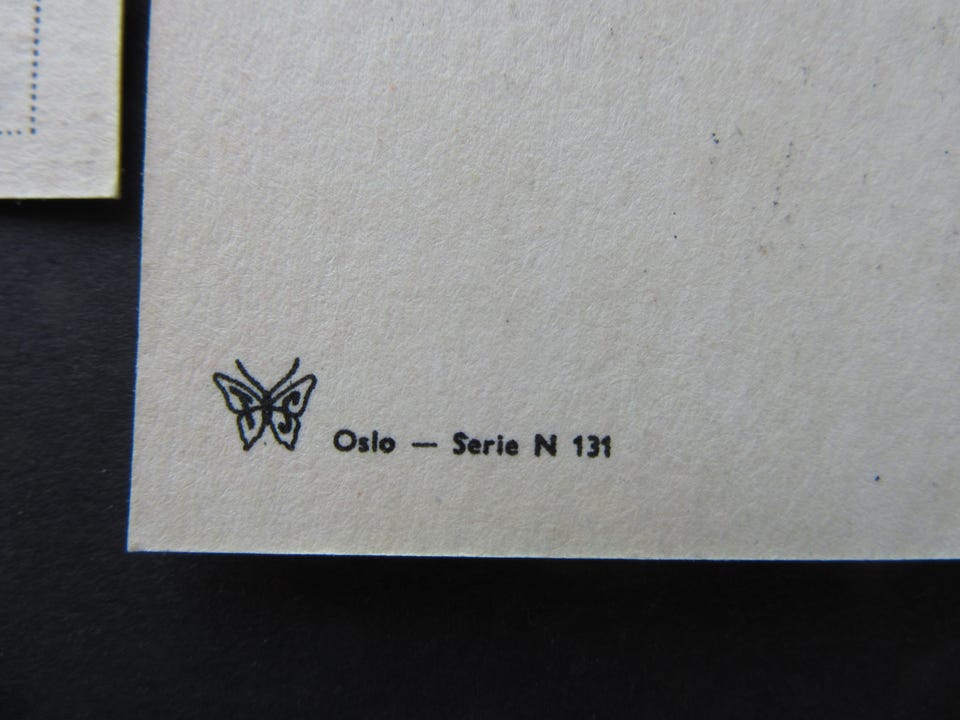 Oslo — Serie N 131